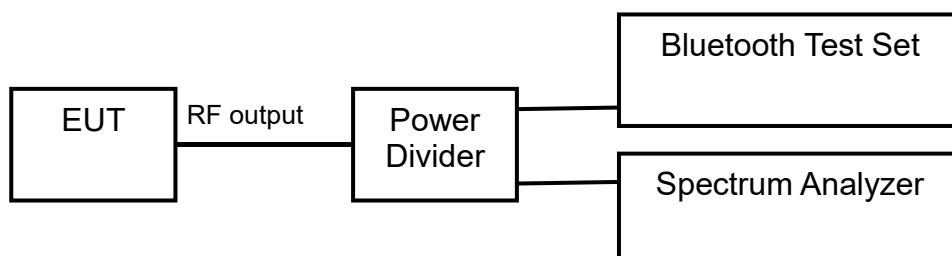 Bluetooth Test Set
EUT
RF output
Power
Divider
Spectrum Analyzer